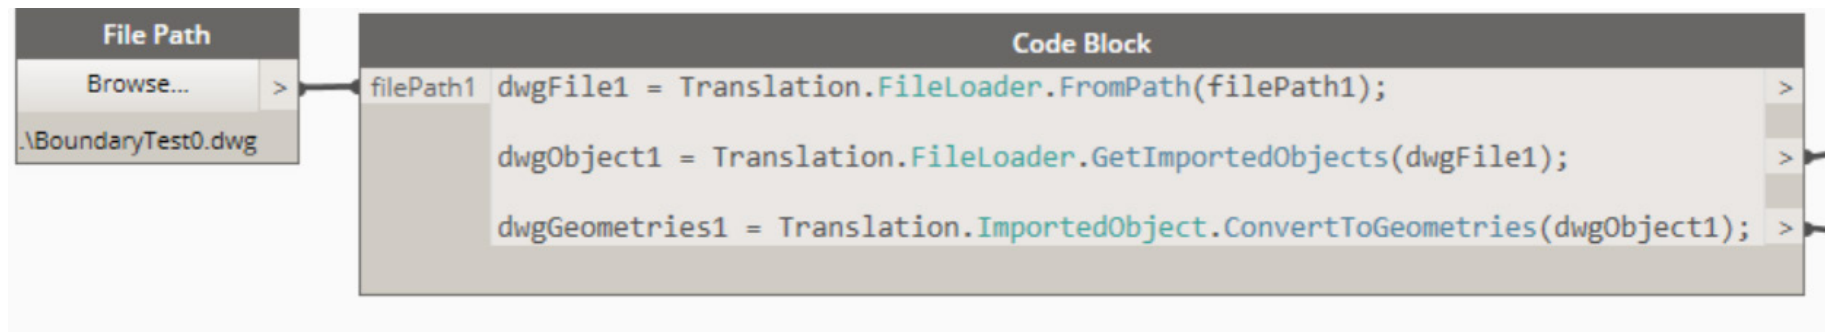 File Path
Browse...
>
.\BoundaryTest0.dwg
Code Block
filePath1
dwgFile1 = Translation.FileLoader.FromPath(filePath1);
>
dwgObject1 = Translation.FileLoader.GetImportedObjects(dwgFile1);
>
dwgGeometries1 = Translation.ImportedObject.ConvertToGeometries(dwgObject1);
>